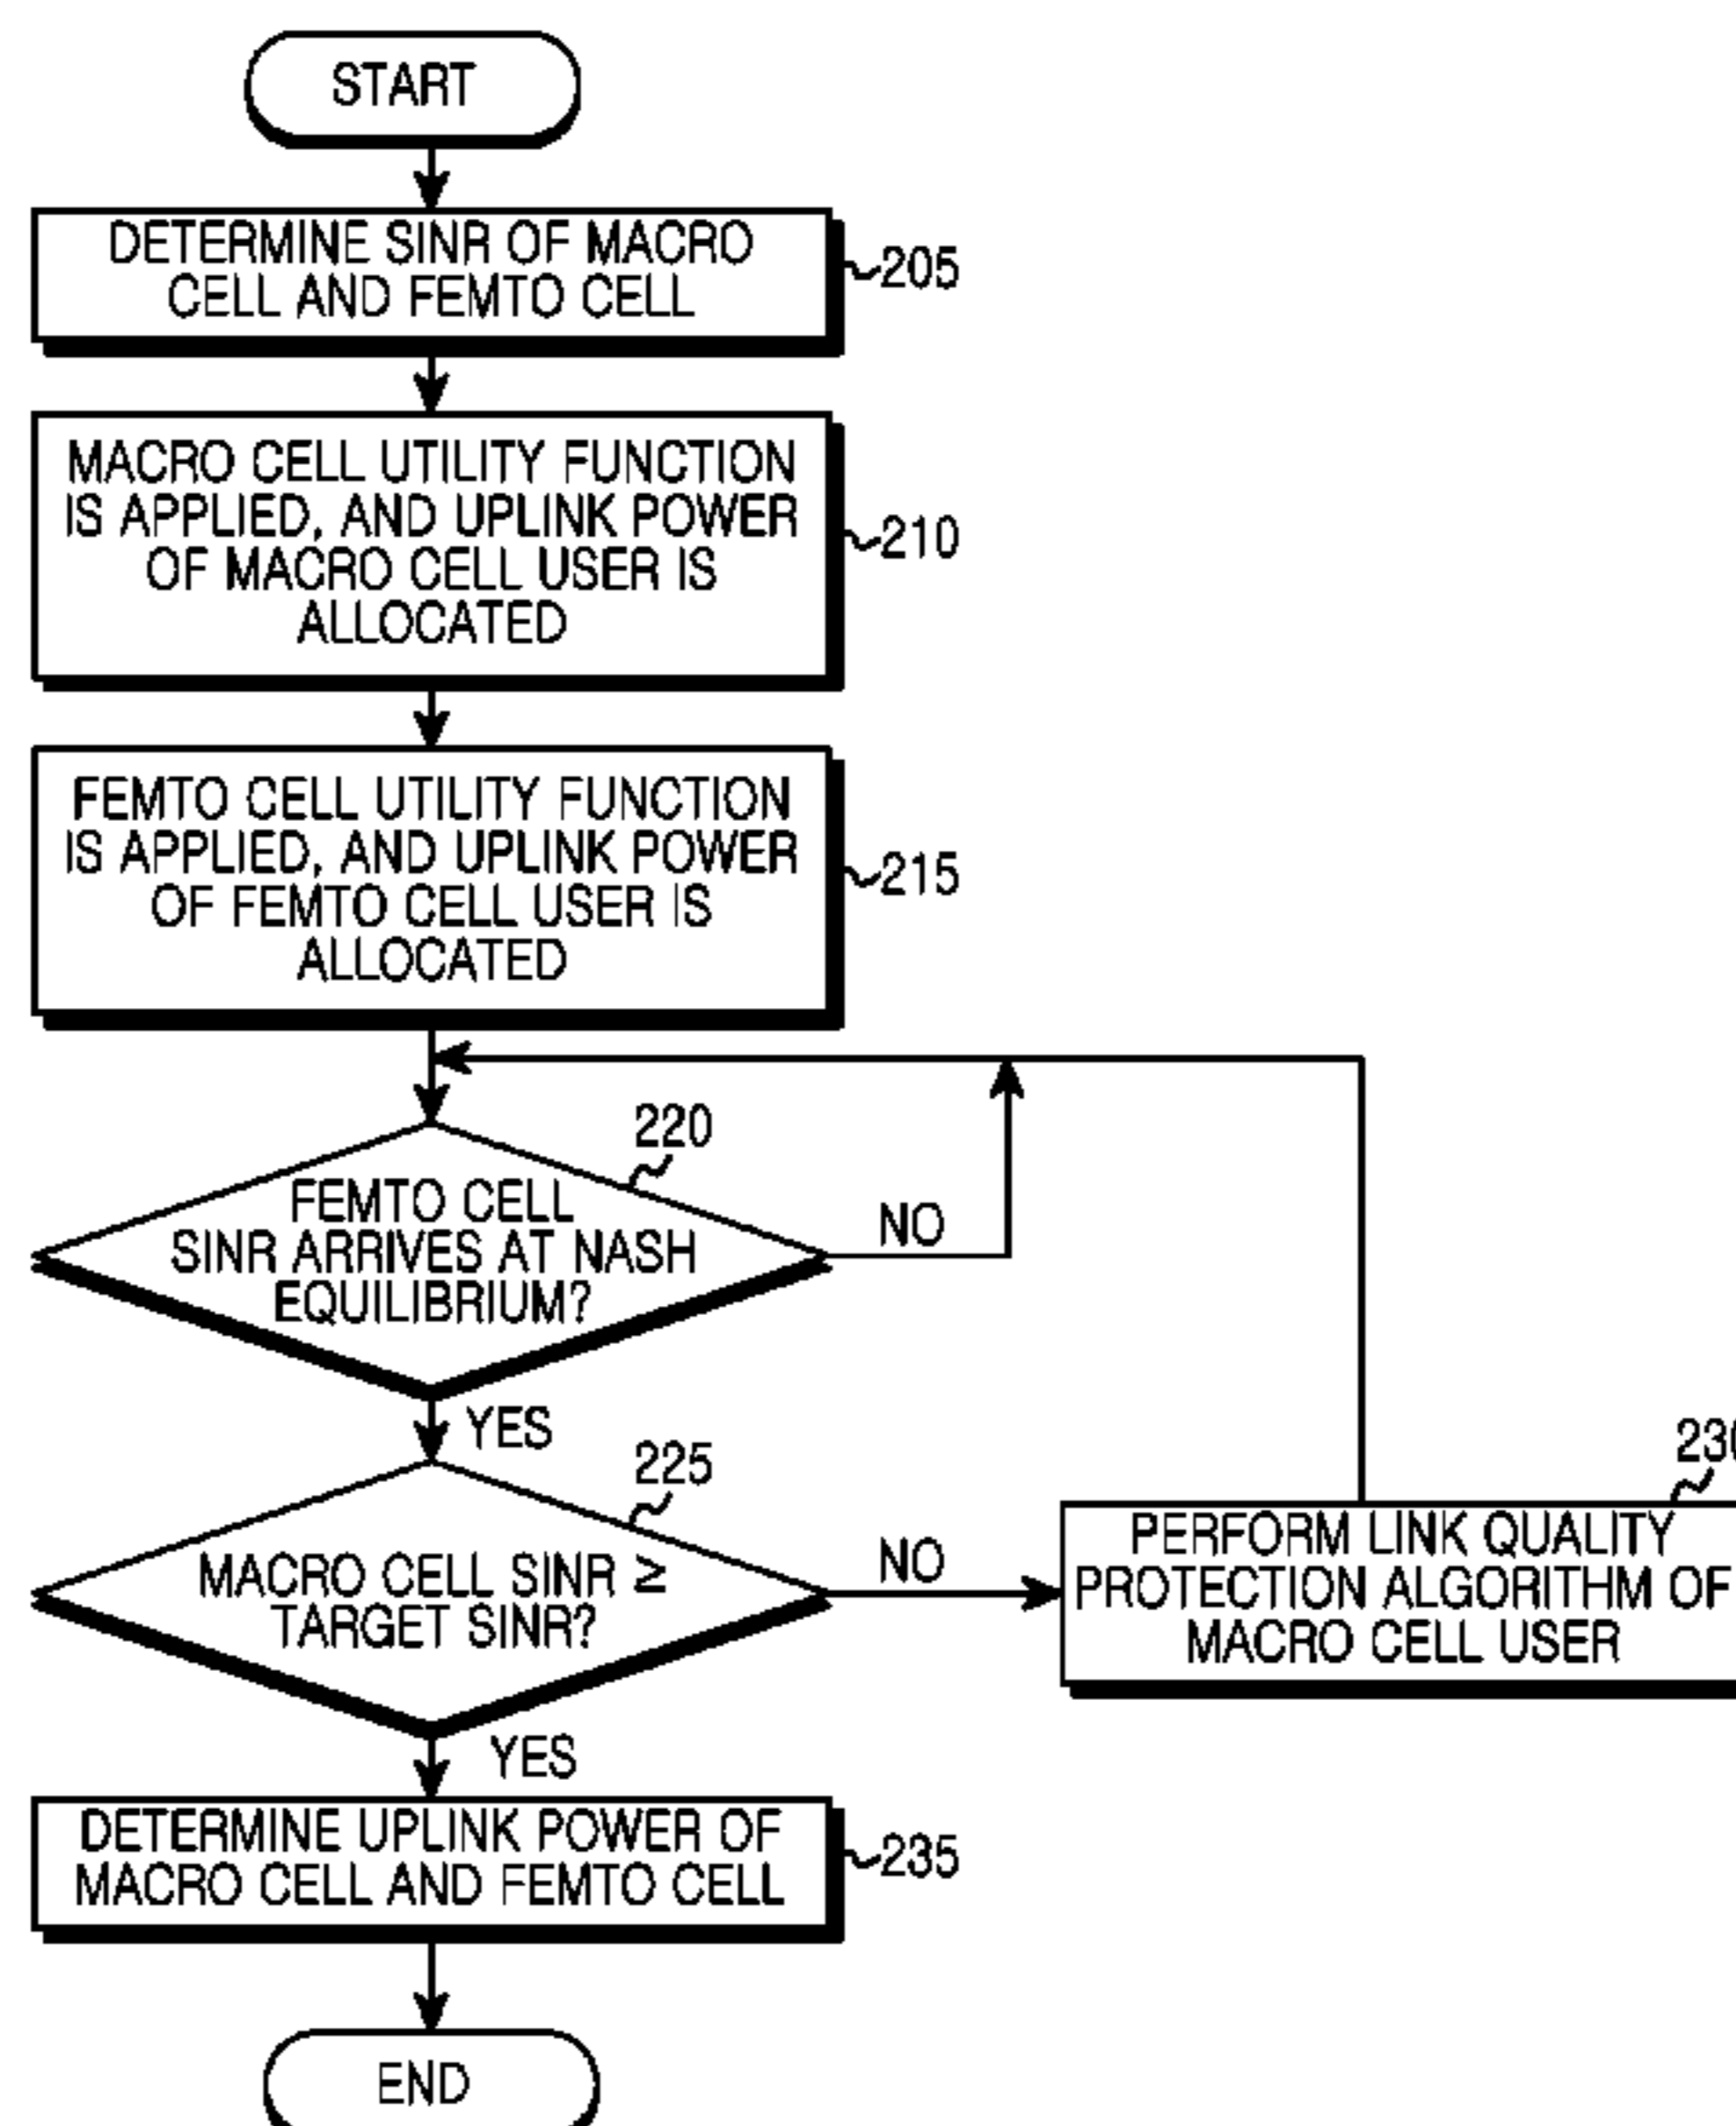 START
DETERMINE SINR OF MACRO
CELL AND FEMTO CELL
205
MACRO CELL UTILITY FUNCTION
IS APPLIED, AND UPLINK POWER
OF MACRO CELL USER IS
ALLOCATED
210
FEMTO CELL UTILITY FUNCTION
IS APPLIED, AND UPLINK POWER
OF FEMTO CELL USER IS
ALLOCATED
215
220
FEMTO CELL
SINR ARRIVES AT NASH
EQUILIBRIUM?
NO
YES
225
MACRO CELL SINR ≥
TARGET SINR?
NO
230
PERFORM LINK QUALITY
PROTECTION ALGORITHM OF
MACRO CELL USER
YES
DETERMINE UPLINK POWER OF
MACRO CELL AND FEMTO CELL
235
END